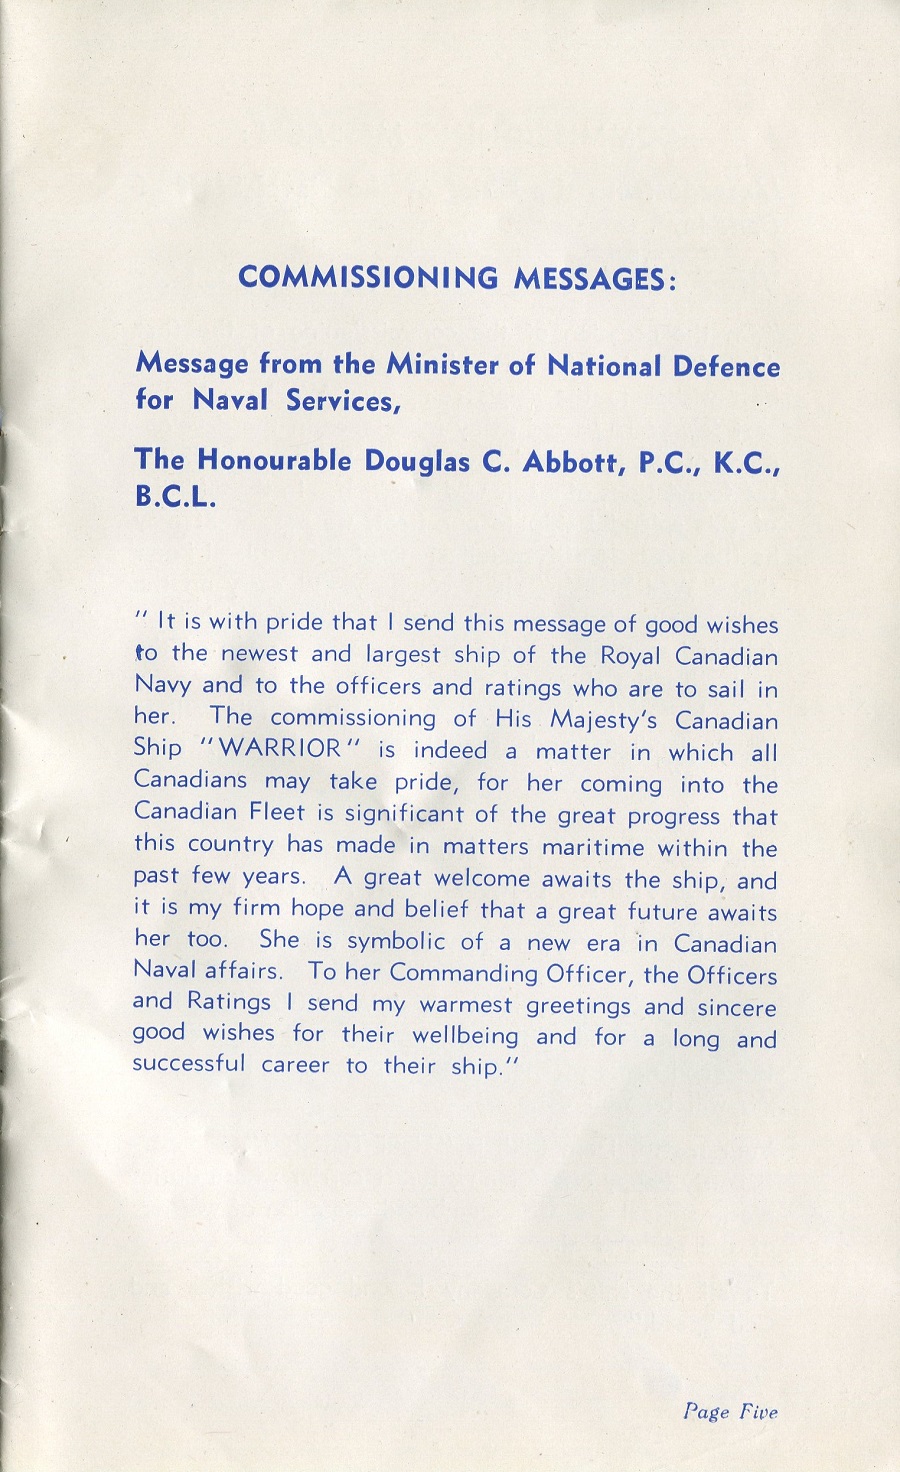 COMMISSIONING MESSAGES:
Message from the Minister of National Defence
for Naval Services,
The Honourable Douglas C. Abbott, P.C., K.C.,
B.C.L.
" It is with pride that I send this message of good wishes
to the newest and largest ship of the Royal Canadian
Navy and to the officers and ratings who are to sail in
her. The commissioning of His Majesty's Canadian
Ship "WARRIOR" is indeed a matter in which all
Canadians may take pride, for her coming into the
Canadian Fleet is significant of the great progress that
this country has made in matters maritime within the
past few years. A great welcome awaits the ship, and
it is my firm hope and belief that a great future awaits
her too. She is symbolic of a new era in Canadian
Naval affairs. To her Commanding Officer, the Officers
and Ratings I send my warmest greetings and sincere
good wishes for their wellbeing and for a long and
successful career to their ship."
Page Five